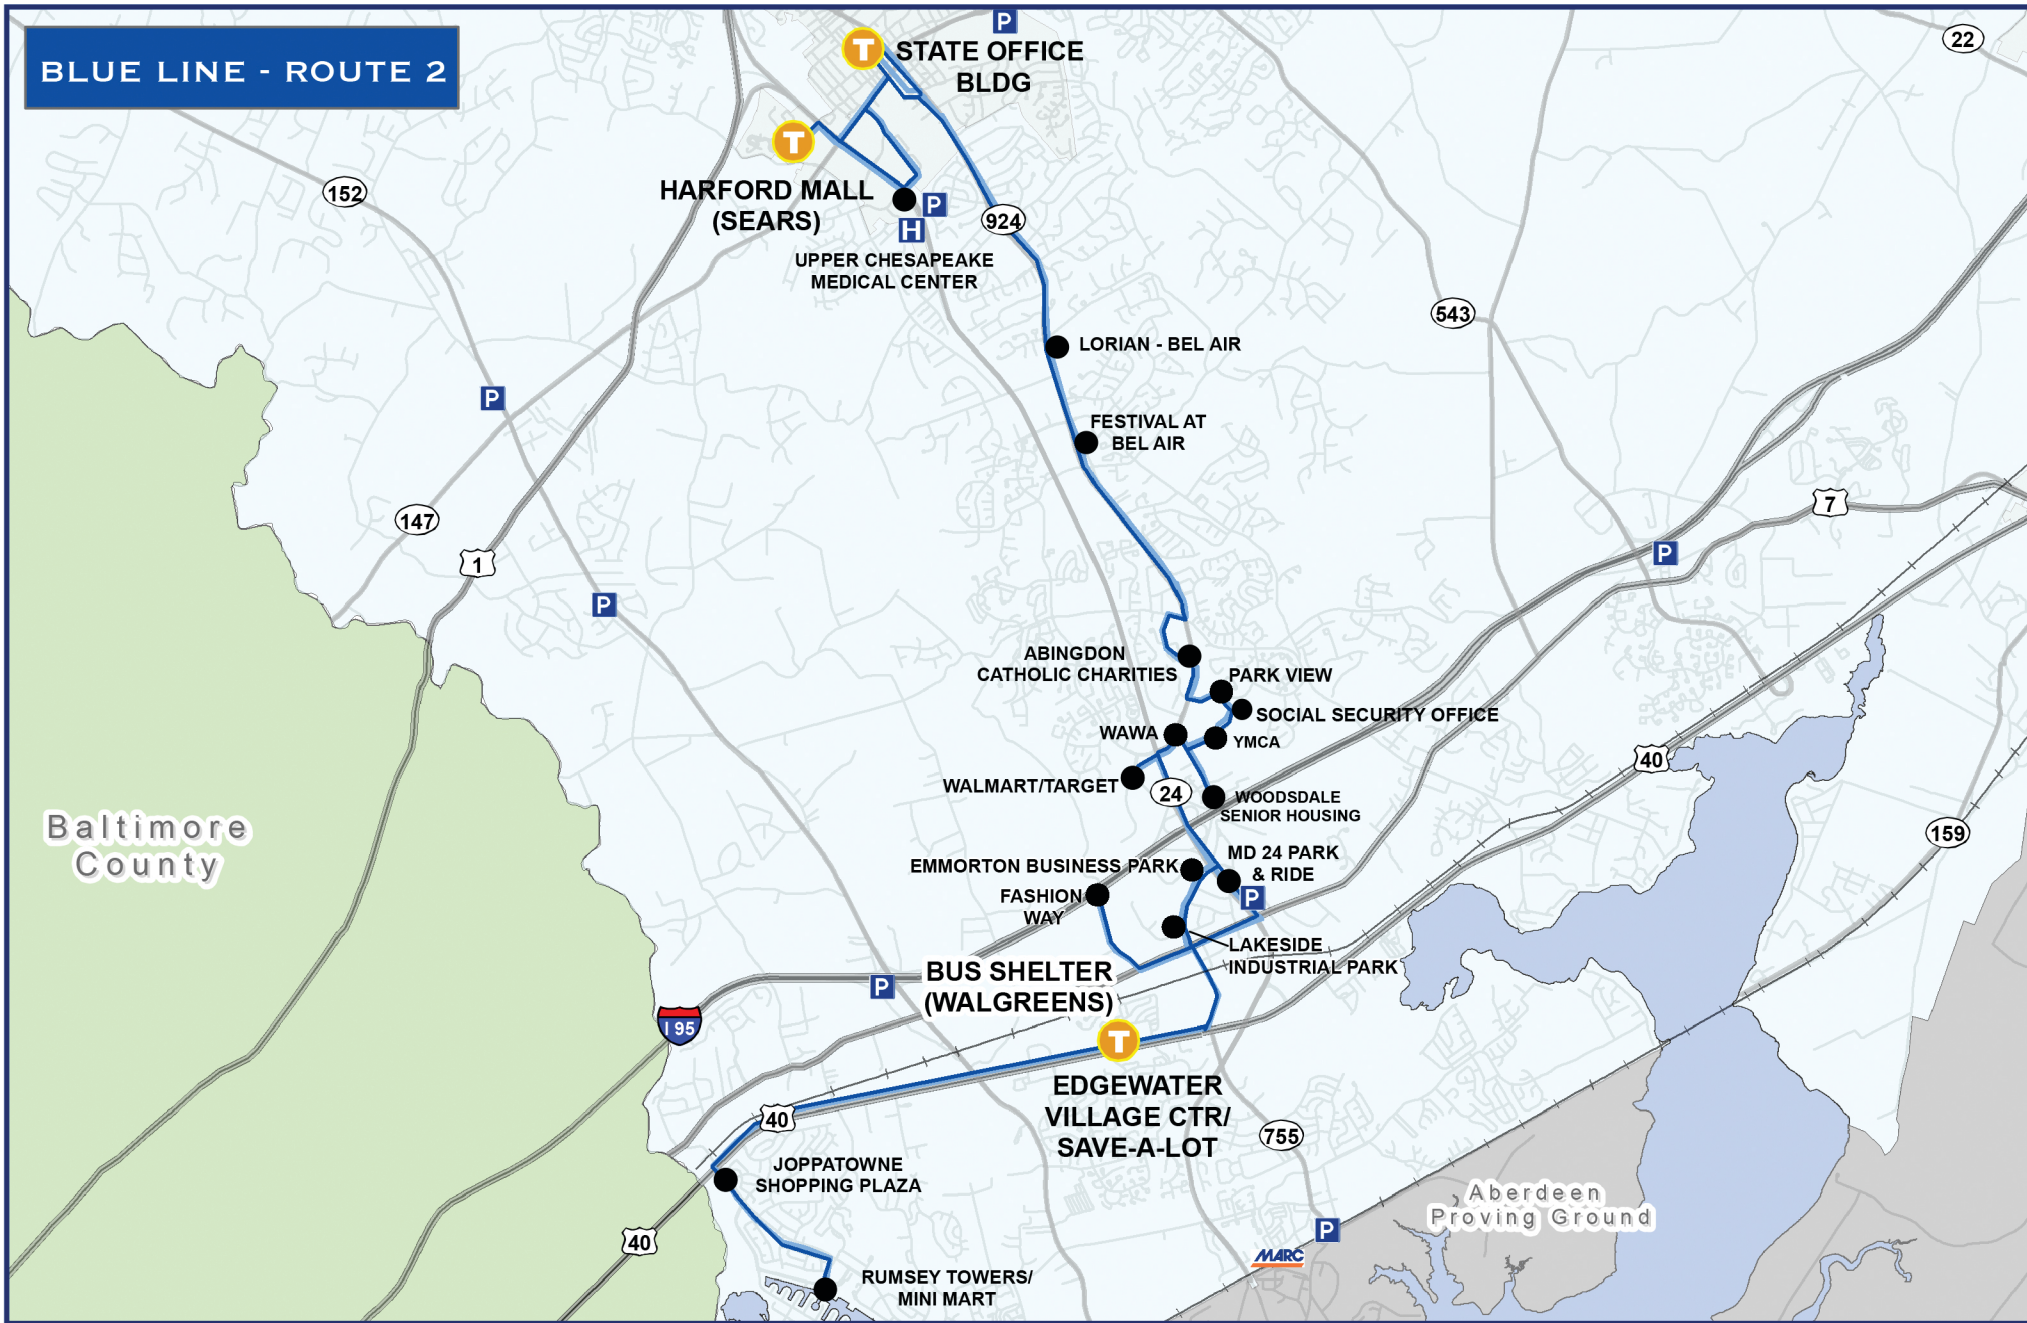 BLUE LINE - ROUTE 2
P
22
T
STATE OFFICE
BLDG
T
HARFORD MALL
(SEARS)
152
P
H
924
UPPER CHESAPEAKE
MEDICAL CENTER
543
LORIAN - BEL AIR
P
FESTIVAL AT
BEL AIR
147
7
1
P
P
ABINGDON
CATHOLIC CHARITIES
PARK VIEW
SOCIAL SECURITY OFFICE
WAWA
YMCA
40
WALMART/TARGET
24
WOODSDALE
SENIOR HOUSING
159
Baltimore
County
EMMORTON BUSINESS PARK
MD 24 PARK
& RIDE
FASHION
WAY
P
LAKESIDE
INDUSTRIAL PARK
BUS SHELTER
(WALGREENS)
P
I 95
T
EDGEWATER
VILLAGE CTR/
SAVE-A-LOT
40
755
JOPPATOWNE
SHOPPING PLAZA
Aberdeen
Proving Ground
40
P
MARC
RUMSEY TOWERS/
MINI MART